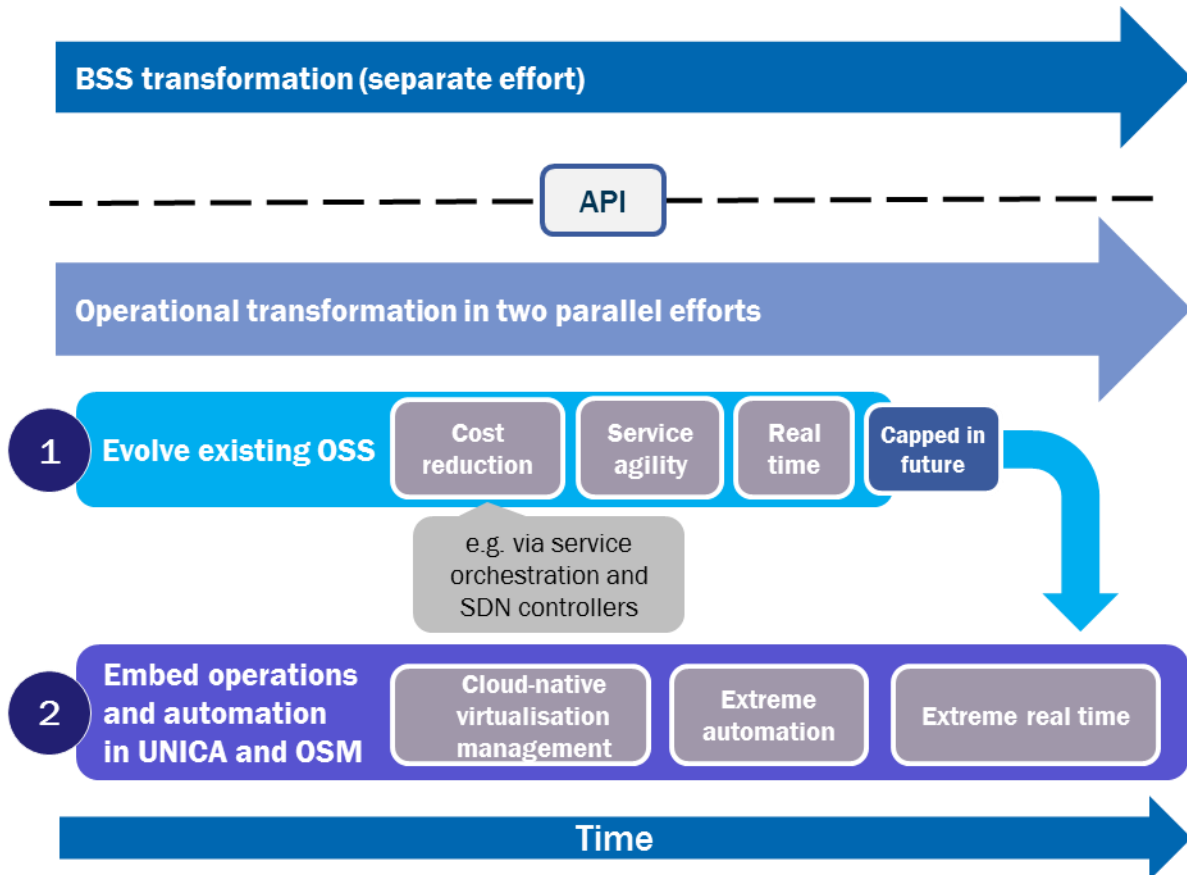 BSS transformation (separate effort)
API
Operational transformation in two parallel efforts
1
Evolve existing OSS
Cost
reduction
Service
agility
Real
time
Capped in
future
e.g. via service
orchestration and
SDN controllers
2
Embed operations
and automation
in UNICA and OSM
Cloud-native
virtualisation
management
Extreme
automation
Extreme real time
Time